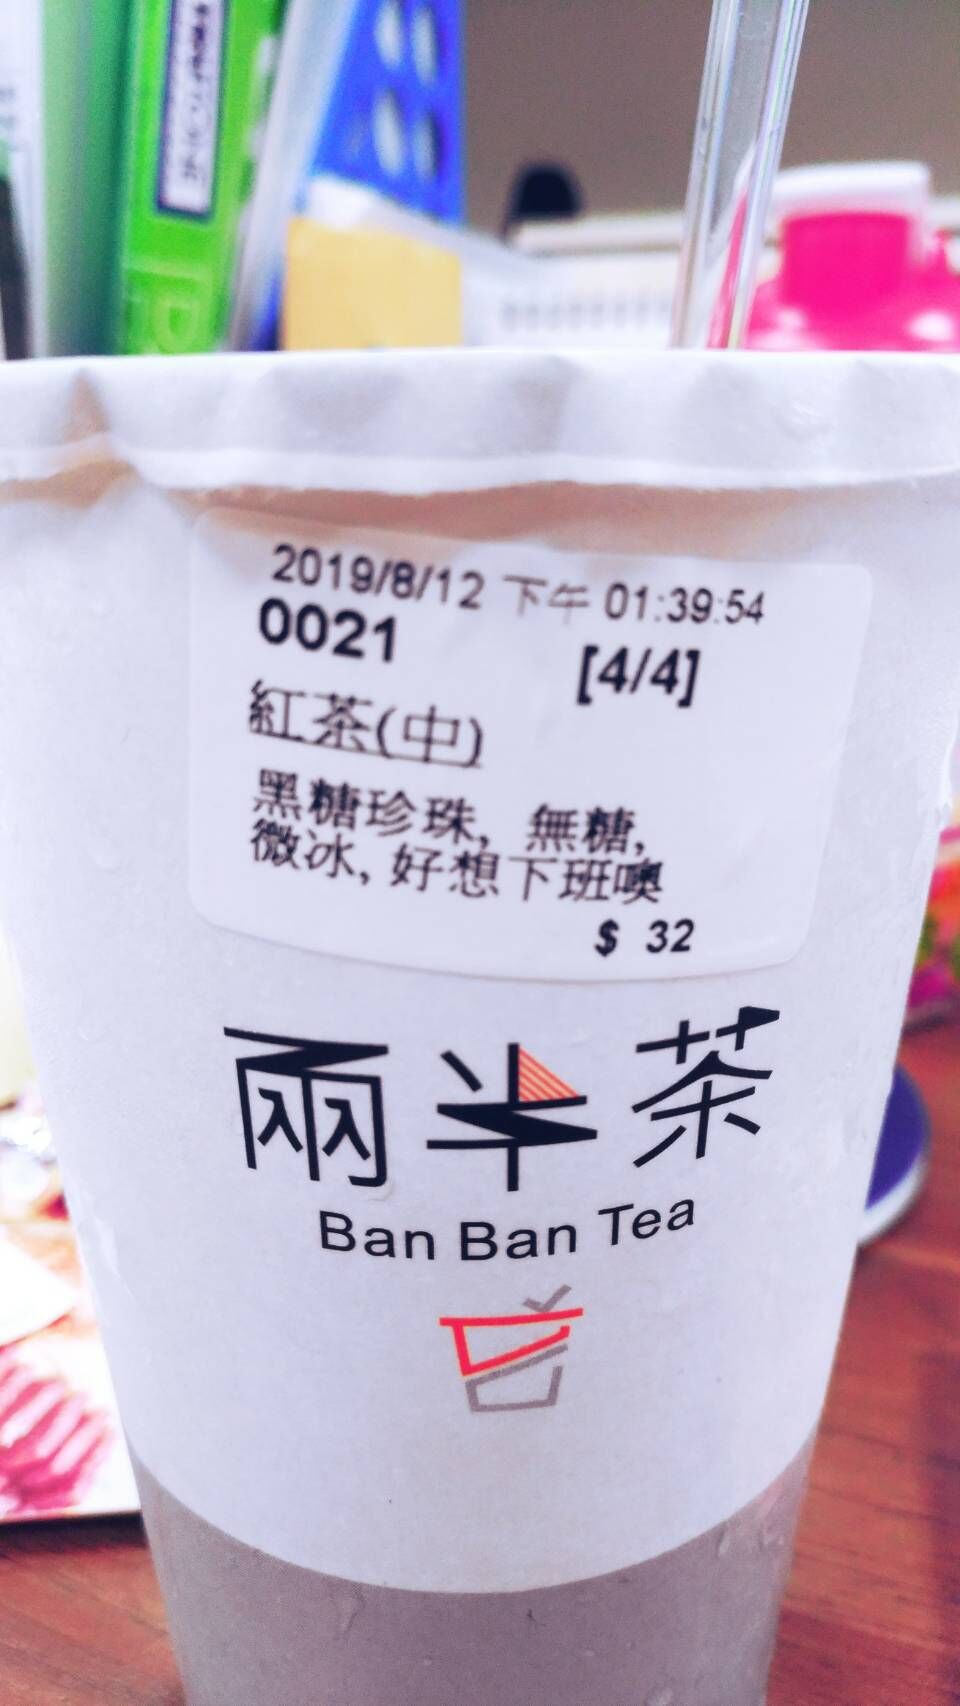 2019/8/12 下午 01:39:54
0021 [4/4]
紅茶(中)
黑糖珍珠, 無糖,
微冰, 好想下班噢
$ 32
兩半茶
Ban Ban Tea